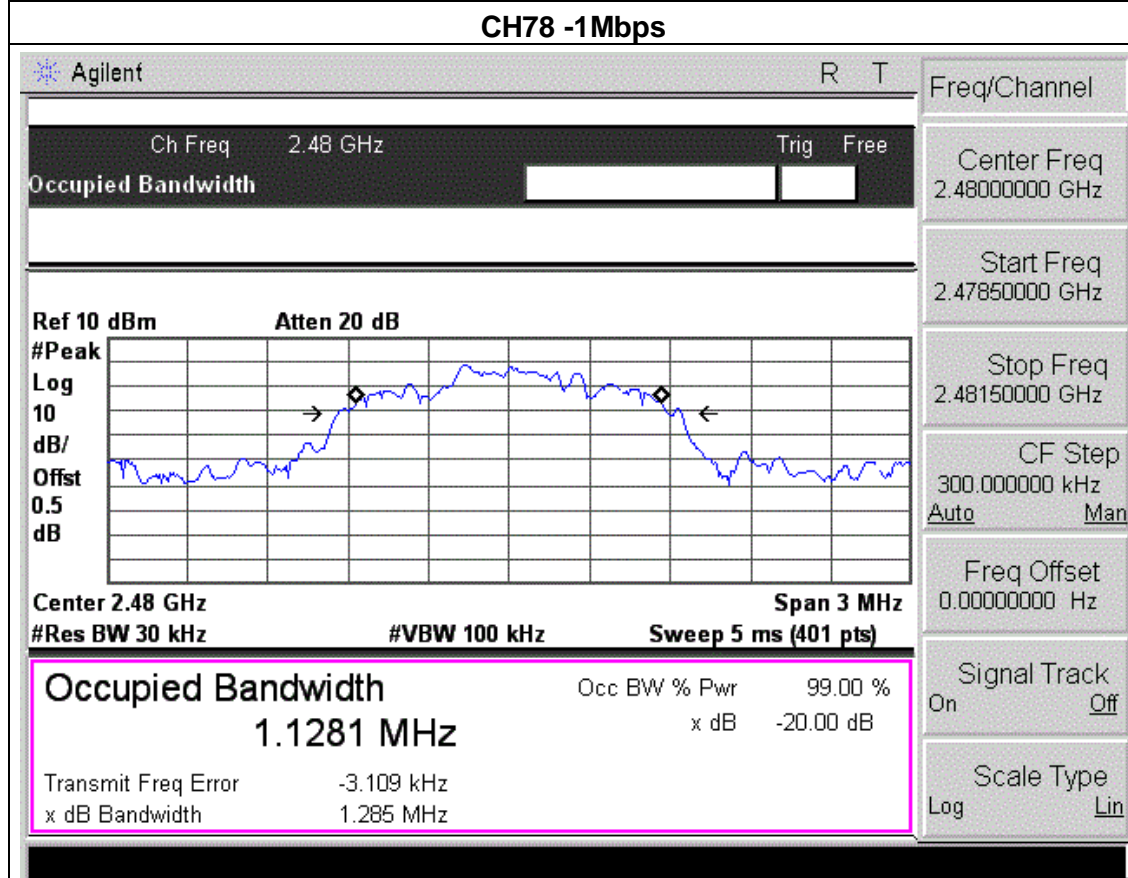 CH78 -1Mbps
Agilent R T
Ch Freq 2.48 GHz Trig Free
Occupied Bandwidth
Ref 10 dBm Atten 20 dB
#Peak
Log
10
dB/
Offst
0.5
dB
Center 2.48 GHz Span 3 MHz
#Res BW 30 kHz #VBW 100 kHz Sweep 5 ms (401 pts)
Occupied Bandwidth
1.1281 MHz
Occ BW % Pwr 99.00 %
x dB -20.00 dB
Transmit Freq Error -3.109 kHz
x dB Bandwidth 1.285 MHz
Freq/Channel
Center Freq
2.48000000 GHz
Start Freq
2.47850000 GHz
Stop Freq
2.48150000 GHz
CF Step
300.000000 kHz
Auto Man
Freq Offset
0.00000000 Hz
Signal Track
On Off
Scale Type
Log Lin